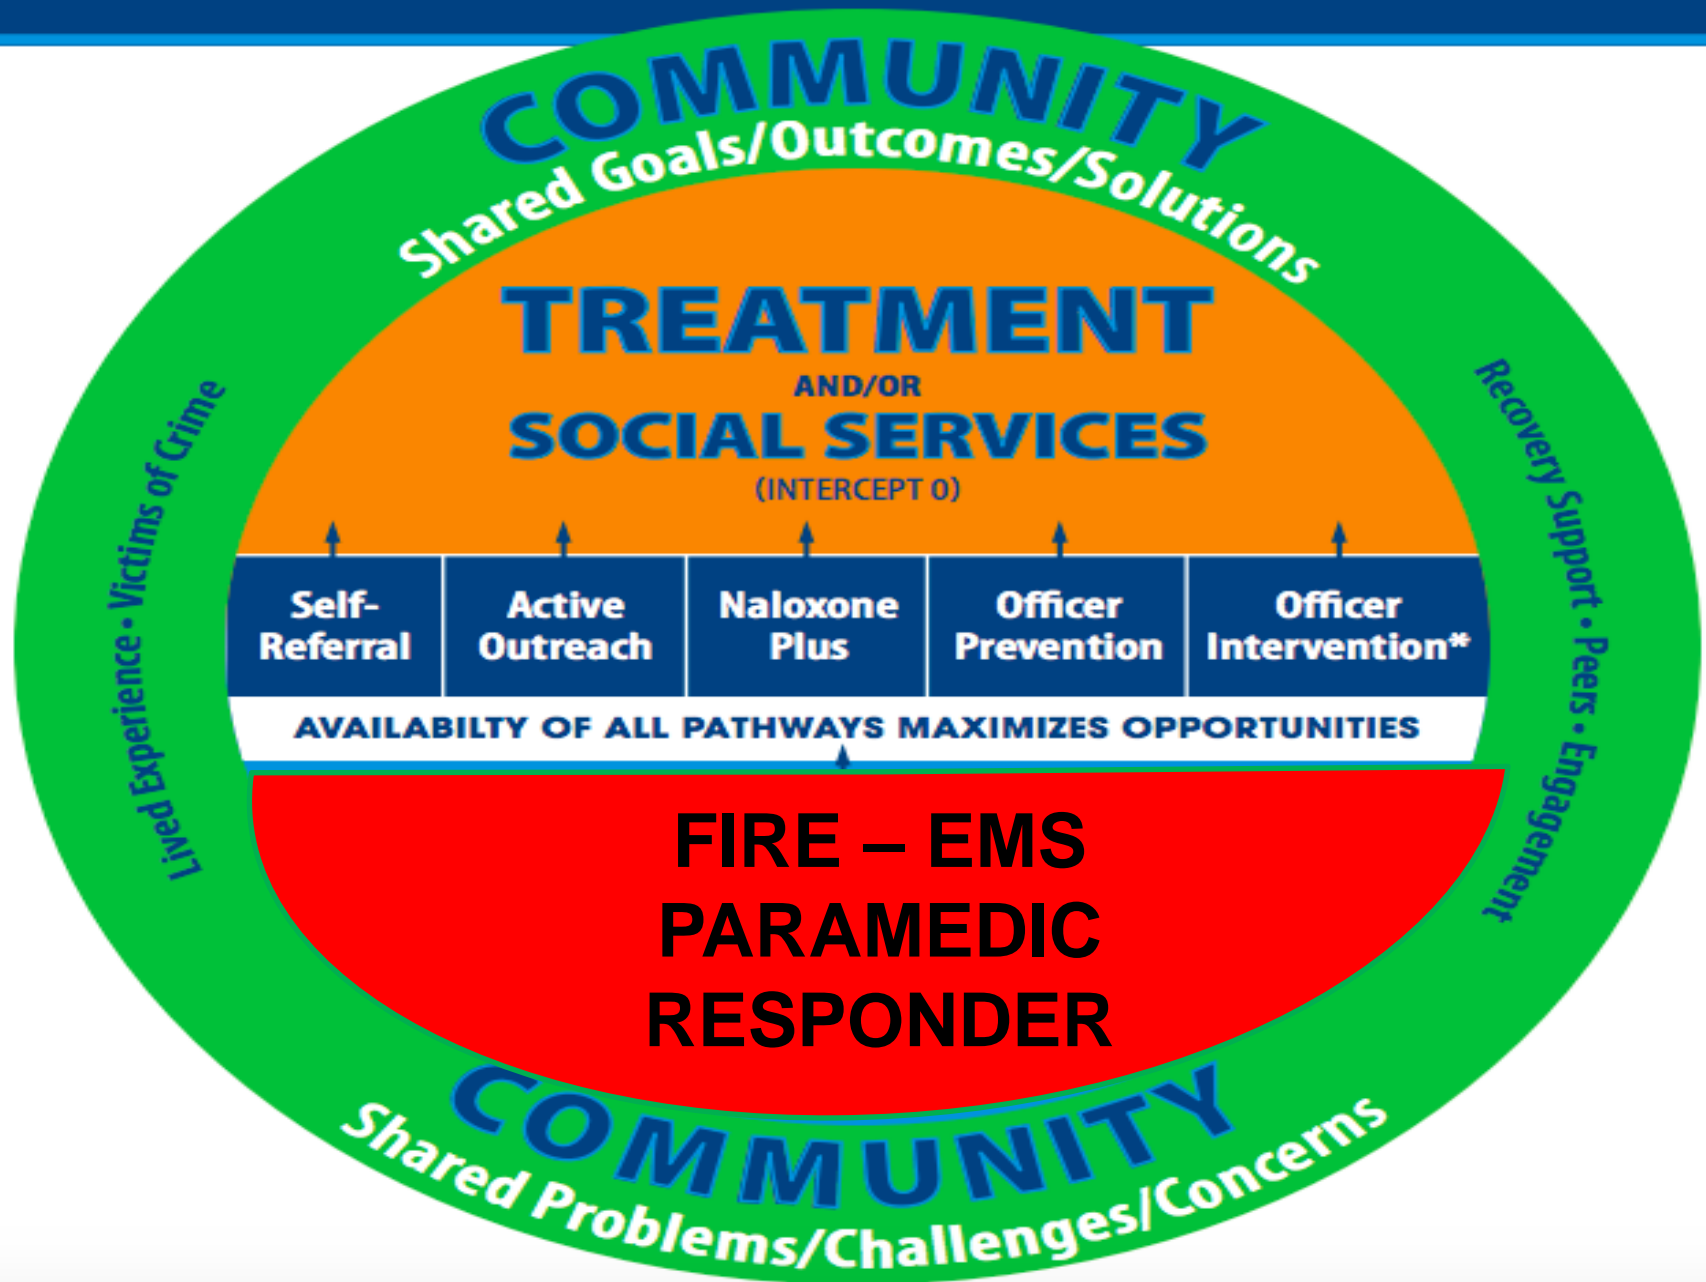 COMMUNITY
Shared Goals/Outcomes/Solutions
TREATMENT
AND/OR
SOCIAL SERVICES
(INTERCEPT 0)
Lived Experience • Victims of Crime
Recovery Support • Peers • Engagement
Self-
Referral
Active
Outreach
Naloxone
Plus
Officer
Prevention
Officer
Intervention*
AVAILABILTY OF ALL PATHWAYS MAXIMIZES OPPORTUNITIES
FIRE – EMS
PARAMEDIC
RESPONDER
COMMUNITY
Shared Problems/Challenges/Concerns